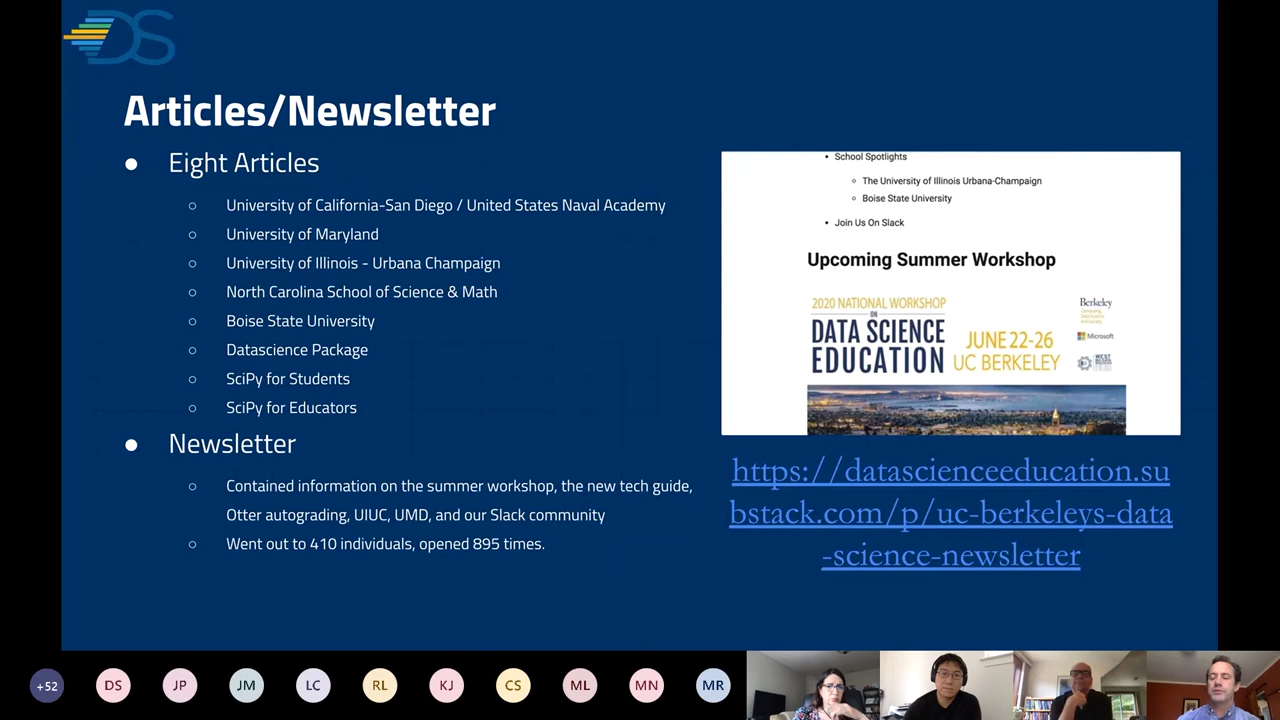 DS
Articles/Newsletter
● Eight Articles
○ University of California-San Diego / United States Naval Academy
○ University of Maryland
○ University of Illinois - Urbana Champaign
○ North Carolina School of Science & Math
○ Boise State University
○ Datascience Package
○ SciPy for Students
○ SciPy for Educators
● Newsletter
○ Contained information on the summer workshop, the new tech guide,
Otter autograding, UIUC, UMD, and our Slack community
○ Went out to 410 individuals, opened 895 times.
• School Spotlights
○ The University of Illinois Urbana-Champaign
○ Boise State University
• Join Us On Slack
Upcoming Summer Workshop
2020 NATIONAL WORKSHOP
ON
DATA SCIENCE
EDUCATION
JUNE 22-26
UC BERKELEY
Berkeley
Microsoft
WEST
https://datascienceeducation.su
bstack.com/p/uc-berkeleys-data
-science-newsletter
+52 DS JP JM LC RL KJ CS ML MN MR